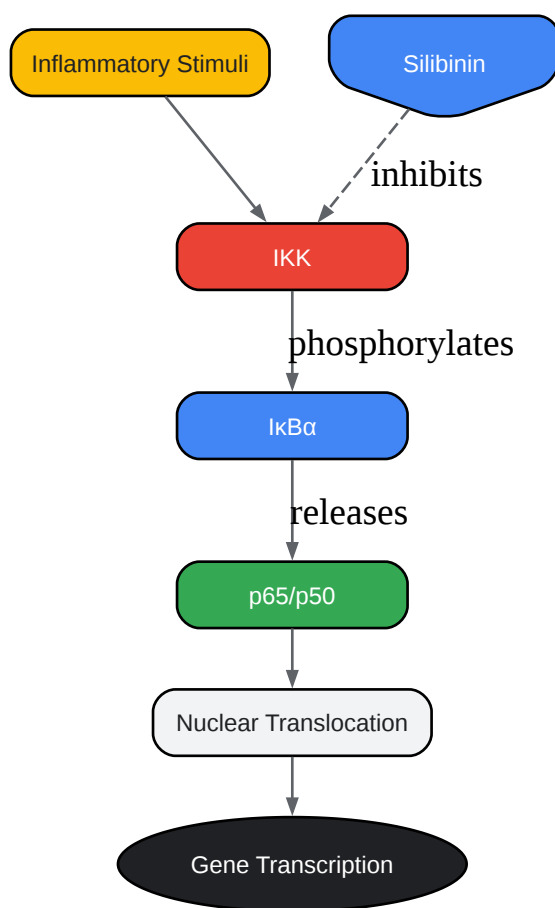 Inflammatory Stimuli
Silibinin
inhibits
IKK
phosphorylates
IκBα
releases
p65/p50
Nuclear Translocation
Gene Transcription